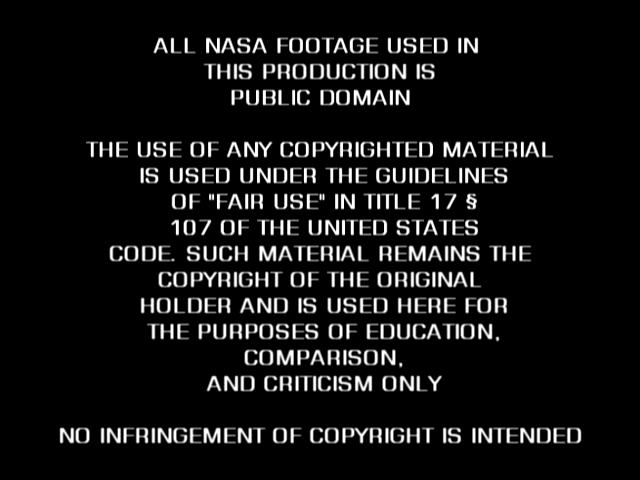 ALL NASA FOOTAGE USED IN
THIS PRODUCTION IS
PUBLIC DOMAIN
THE USE OF ANY COPYRIGHTED MATERIAL
IS USED UNDER THE GUIDELINES
OF "FAIR USE" IN TITLE 17 §
107 OF THE UNITED STATES
CODE. SUCH MATERIAL REMAINS THE
COPYRIGHT OF THE ORIGINAL
HOLDER AND IS USED HERE FOR
THE PURPOSES OF EDUCATION,
COMPARISON,
AND CRITICISM ONLY
NO INFRINGEMENT OF COPYRIGHT IS INTENDED